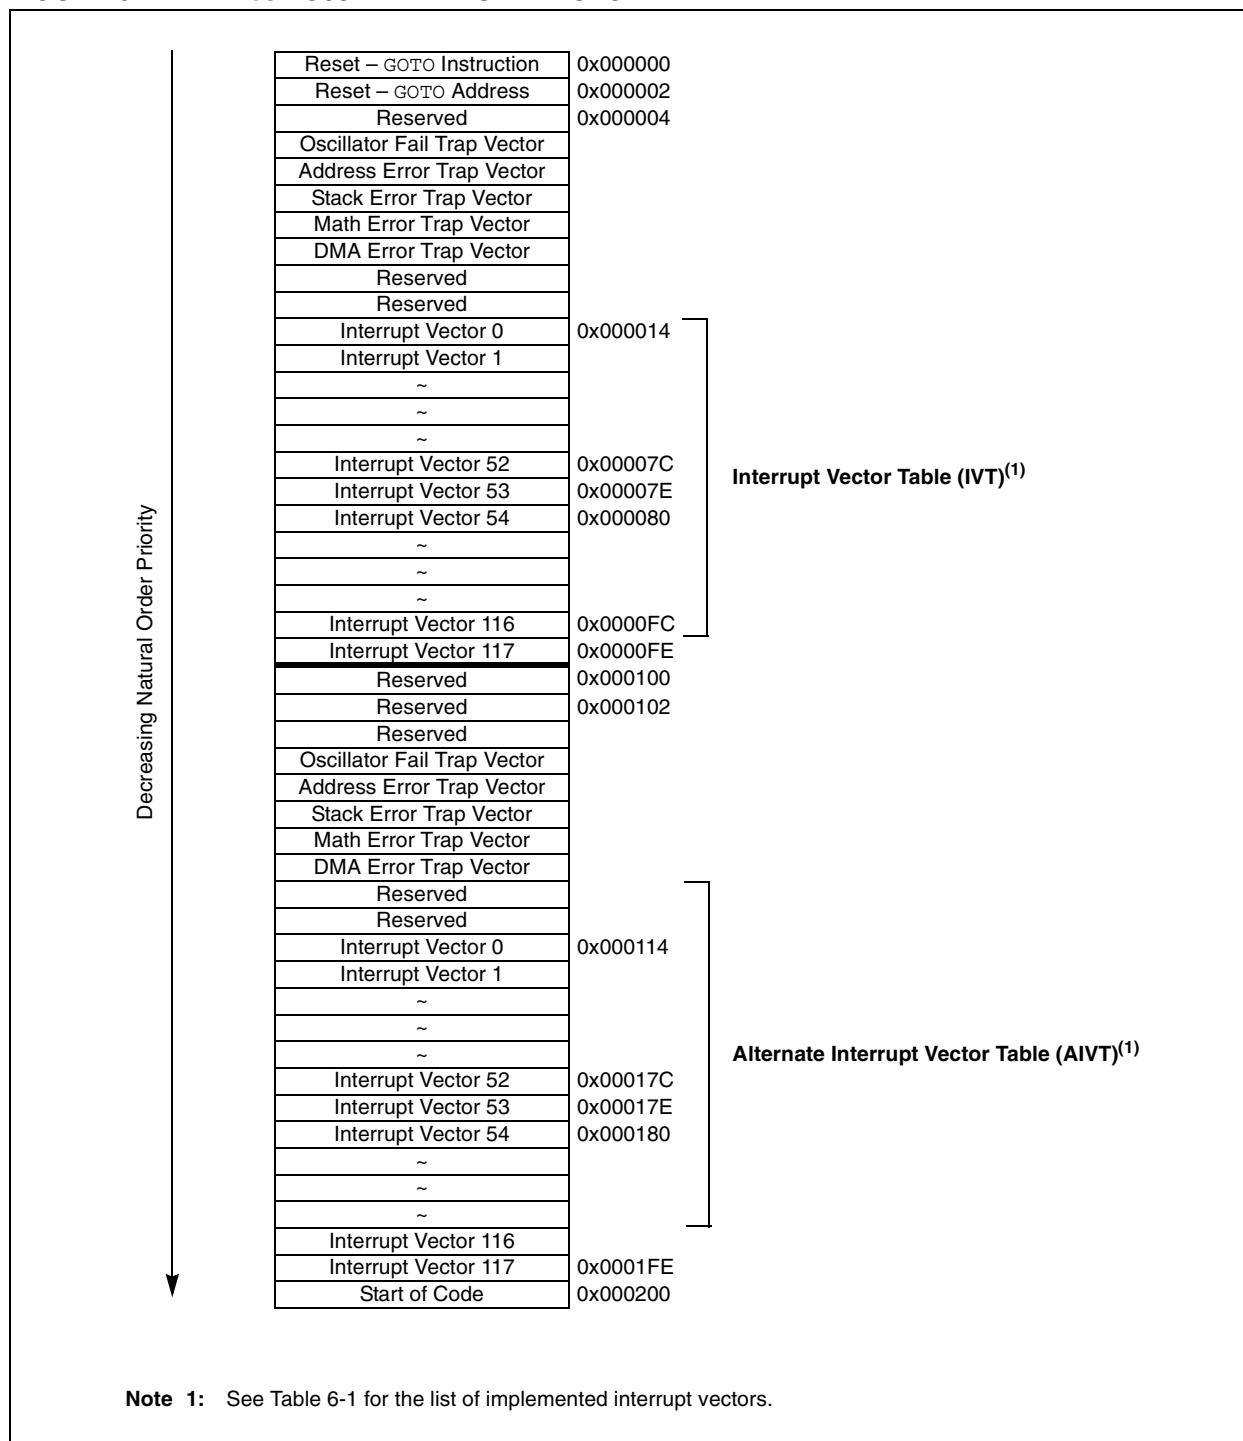 Reset – GOTO Instruction 0x000000
Reset – GOTO Address 0x000002
Reserved 0x000004
Oscillator Fail Trap Vector
Address Error Trap Vector
Stack Error Trap Vector
Math Error Trap Vector
DMA Error Trap Vector
Reserved
Reserved
Interrupt Vector 0 0x000014
Interrupt Vector 1
~
~
~
Interrupt Vector 52 0x00007C
Interrupt Vector 53 0x00007E
Interrupt Vector 54 0x000080
~
~
~
Interrupt Vector 116 0x0000FC
Interrupt Vector 117 0x0000FE
Reserved 0x000100
Reserved 0x000102
Reserved
Oscillator Fail Trap Vector
Address Error Trap Vector
Stack Error Trap Vector
Math Error Trap Vector
DMA Error Trap Vector
Reserved
Reserved
Interrupt Vector 0 0x000114
Interrupt Vector 1
~
~
~
Interrupt Vector 52 0x00017C
Interrupt Vector 53 0x00017E
Interrupt Vector 54 0x000180
~
~
~
Interrupt Vector 116
Interrupt Vector 117 0x0001FE
Start of Code 0x000200
Decreasing Natural Order Priority
Interrupt Vector Table (IVT)(1)
Alternate Interrupt Vector Table (AIVT)(1)
Note 1: See Table 6-1 for the list of implemented interrupt vectors.